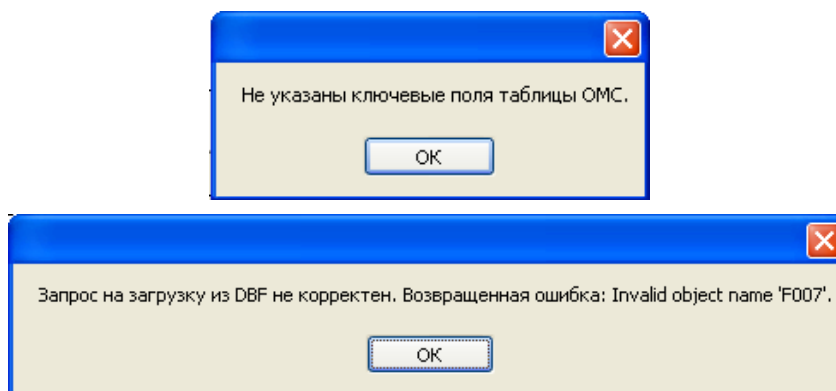 Не указаны ключевые поля таблицы ОМС.
OK
Запрос на загрузку из DBF не корректен. Возвращенная ошибка: Invalid object name 'F007'.
OK